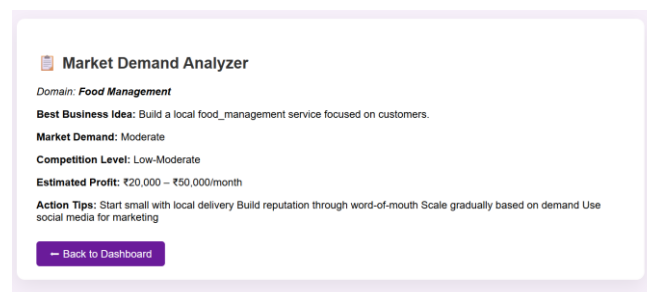 Market Demand Analyzer
Domain: Food Management
Best Business Idea: Build a local food_management service focused on customers.
Market Demand: Moderate
Competition Level: Low-Moderate
Estimated Profit: ₹20,000 – ₹50,000/month
Action Tips: Start small with local delivery Build reputation through word-of-mouth Scale gradually based on demand Use
social media for marketing
Back to Dashboard